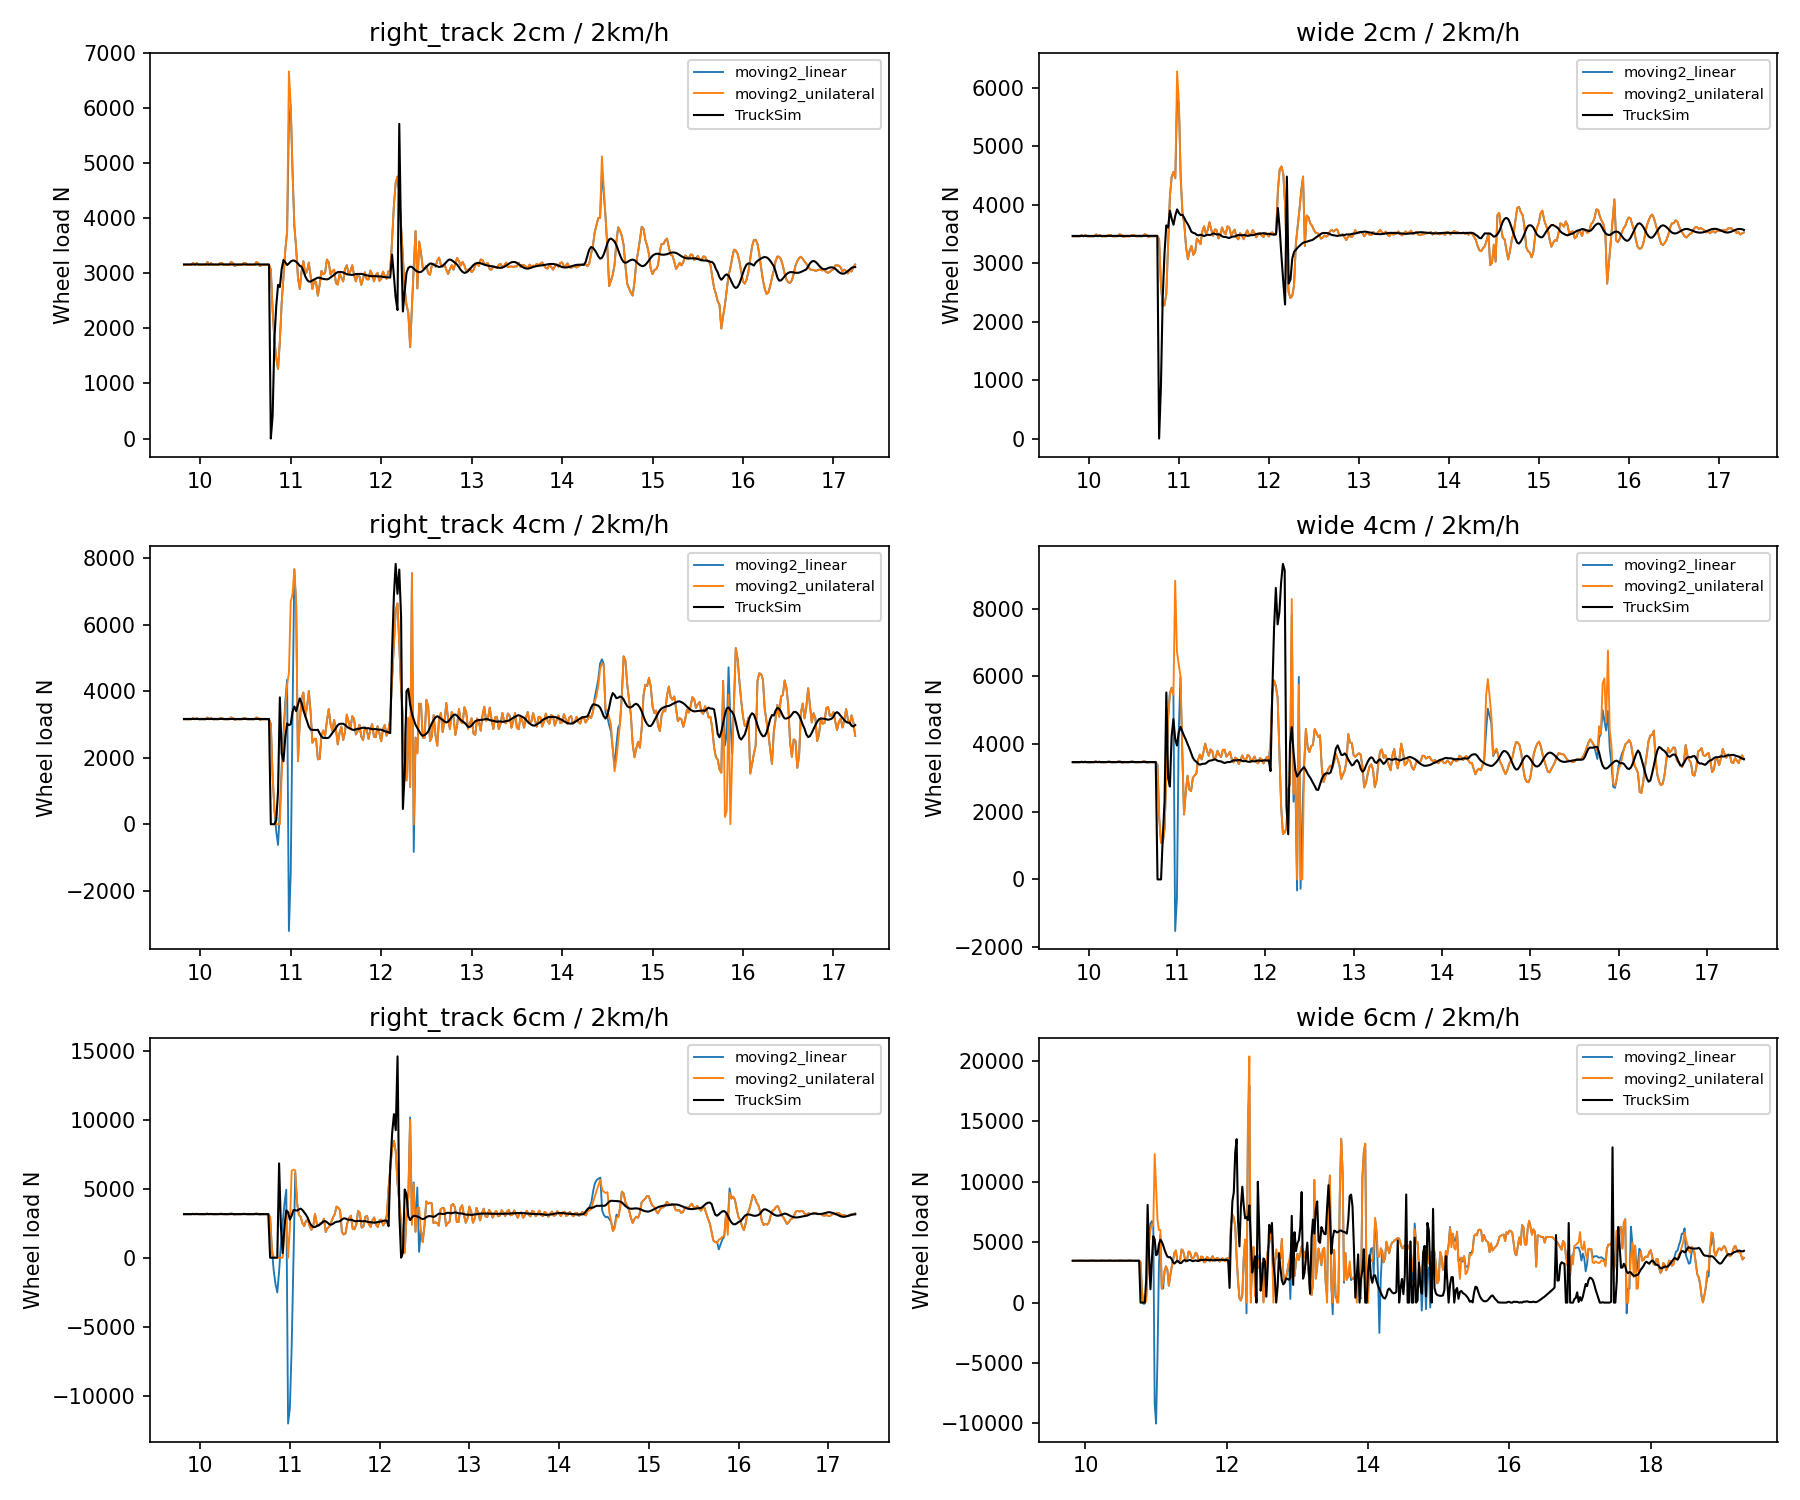 right_track 2cm / 2km/h
Wheel load N
7000
6000
5000
4000
3000
2000
1000
0
moving2_linear
moving2_unilateral
TruckSim
10 11 12 13 14 15 16 17
wide 2cm / 2km/h
Wheel load N
6000
5000
4000
3000
2000
1000
0
moving2_linear
moving2_unilateral
TruckSim
10 11 12 13 14 15 16 17
right_track 4cm / 2km/h
Wheel load N
8000
6000
4000
2000
0
−2000
moving2_linear
moving2_unilateral
TruckSim
10 11 12 13 14 15 16 17
wide 4cm / 2km/h
Wheel load N
8000
6000
4000
2000
0
−2000
moving2_linear
moving2_unilateral
TruckSim
10 11 12 13 14 15 16 17
right_track 6cm / 2km/h
Wheel load N
15000
10000
5000
0
−5000
−10000
moving2_linear
moving2_unilateral
TruckSim
10 11 12 13 14 15 16 17
wide 6cm / 2km/h
Wheel load N
20000
15000
10000
5000
0
−5000
−10000
moving2_linear
moving2_unilateral
TruckSim
10 12 14 16 18